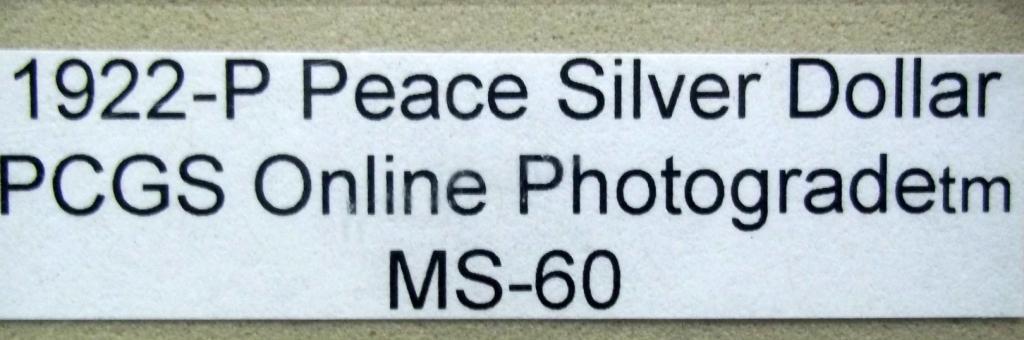 1922-P Peace Silver Dollar
PCGS Online Photogradetm
MS-60